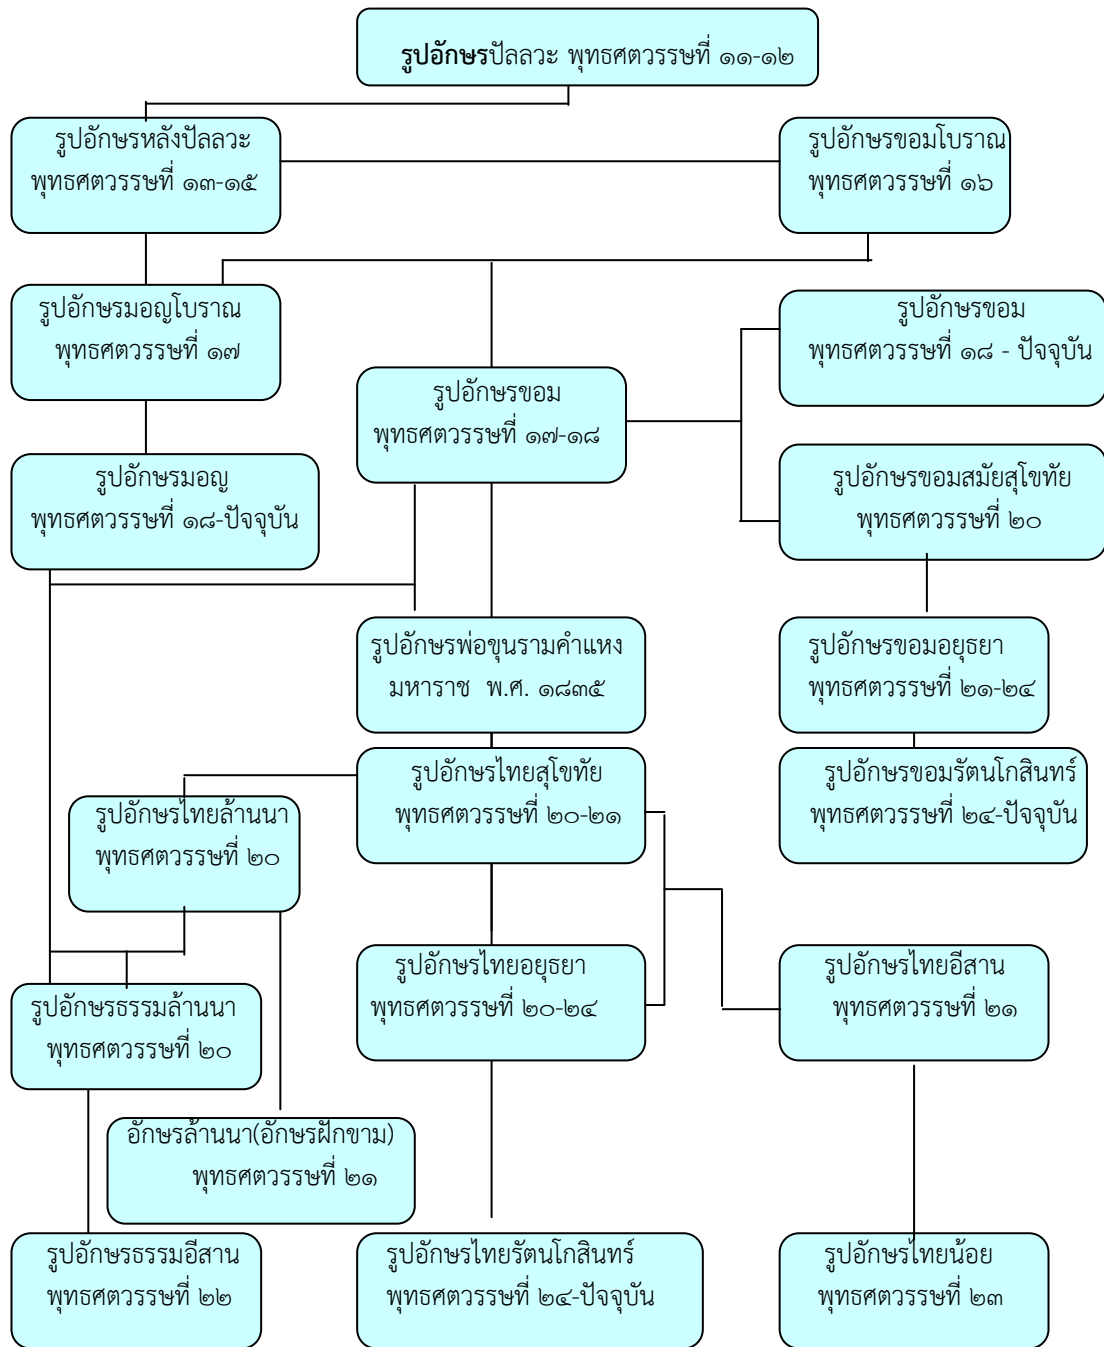 รูปอักษรปัลลวะ พุทธศตวรรษที่ ๑๑-๑๒
รูปอักษรหลังปัลลวะ
พุทธศตวรรษที่ ๑๓-๑๕
รูปอักษรขอมโบราณ
พุทธศตวรรษที่ ๑๖
รูปอักษรมอญโบราณ
พุทธศตวรรษที่ ๑๗
รูปอักษรขอม
พุทธศตวรรษที่ ๑๘ - ปัจจุบัน
รูปอักษรขอม
พุทธศตวรรษที่ ๑๗-๑๘
รูปอักษรมอญ
พุทธศตวรรษที่ ๑๘-ปัจจุบัน
รูปอักษรขอมสมัยสุโขทัย
พุทธศตวรรษที่ ๒๐
รูปอักษรพ่อขุนรามคำแหง
มหาราช พ.ศ. ๑๘๓๕
รูปอักษรขอมอยุธยา
พุทธศตวรรษที่ ๒๑-๒๔
รูปอักษรไทยสุโขทัย
พุทธศตวรรษที่ ๒๐-๒๑
รูปอักษรขอมรัตนโกสินทร์
พุทธศตวรรษที่ ๒๔-ปัจจุบัน
รูปอักษรไทยล้านนา
พุทธศตวรรษที่ ๒๐
รูปอักษรไทยอยุธยา
พุทธศตวรรษที่ ๒๐-๒๔
รูปอักษรไทยอีสาน
พุทธศตวรรษที่ ๒๑
รูปอักษรธรรมล้านนา
พุทธศตวรรษที่ ๒๐
อักษรล้านนา(อักษรฝักขาม)
พุทธศตวรรษที่ ๒๑
รูปอักษรธรรมอีสาน
พุทธศตวรรษที่ ๒๒
รูปอักษรไทยรัตนโกสินทร์
พุทธศตวรรษที่ ๒๔-ปัจจุบัน
รูปอักษรไทยน้อย
พุทธศตวรรษที่ ๒๓